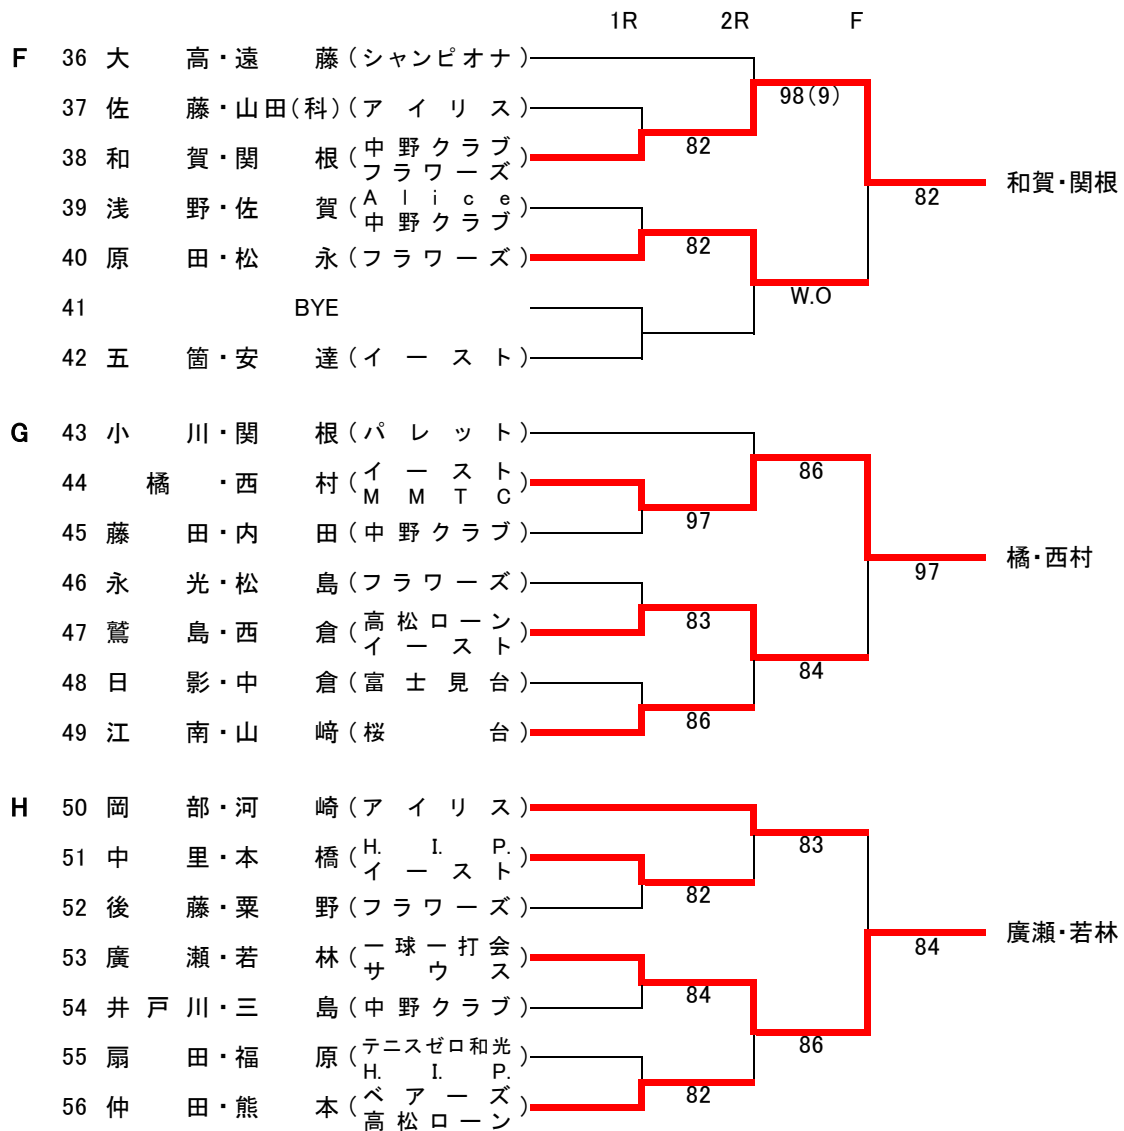 1R 2R F
F 36 大高・遠藤(シャンピオナ)
98(9)
37 佐藤・山田(科)(アイリス)
82
38 和賀・関根(中野クラブ フラワーズ)
82 和賀・関根
39 浅野・佐賀(Alice 中野クラブ)
82
40 原田・松永(フラワーズ)
W.O
41 BYE
42 五箇・安達(イースト)
G 43 小川・関根(パレット)
86
44 橘・西村(イースト MMTC)
97
45 藤田・内田(中野クラブ)
97 橘・西村
46 永光・松島(フラワーズ)
83
47 鷲島・西倉(高松ローン イースト)
84
48 日影・中倉(富士見台)
86
49 江南・山﨑(桜台)
H 50 岡部・河崎(アイリス)
83
51 中里・本橋(H.I.P. イースト)
82
52 後藤・粟野(フラワーズ)
84 廣瀬・若林
53 廣瀬・若林(一球一打会 サウス)
84
54 井戸川・三島(中野クラブ)
86
55 扇田・福原(テニスゼロ和光 H.I.P.)
82
56 仲田・熊本(ベアーズ 高松ローン)